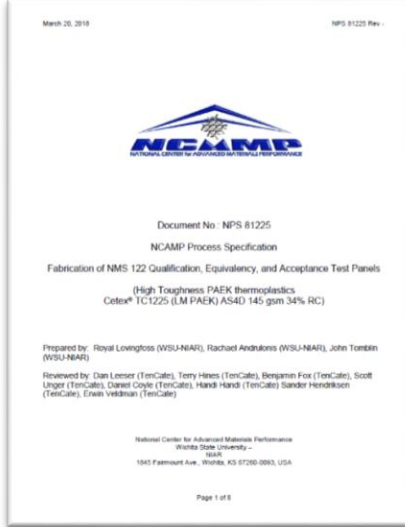 March 20, 2018 NPS 81225 Rev -
NCAMP
NATIONAL CENTER for ADVANCED MATERIALS PERFORMANCE
Document No.: NPS 81225
NCAMP Process Specification
Fabrication of NMS 122 Qualification, Equivalency, and Acceptance Test Panels
(High Toughness PAEK thermoplastics
Cetex® TC1225 (LM PAEK) AS4D 145 gsm 34% RC)
Prepared by: Royal Lovingfoss (WSU-NIAR), Rachael Andrulonis (WSU-NIAR), John Tomblin
(WSU-NIAR)
Reviewed by: Dan Leeser (TenCate), Terry Hines (TenCate), Benjamin Fox (TenCate), Scott
Unger (TenCate), Daniel Coyle (TenCate), Handi Handi (TenCate) Sander Hendriksen
(TenCate), Erwin Veldman (TenCate)
National Center for Advanced Materials Performance
Wichita State University –
NIAR
1845 Fairmount Ave., Wichita, KS 67260-0093, USA
Page 1 of 8